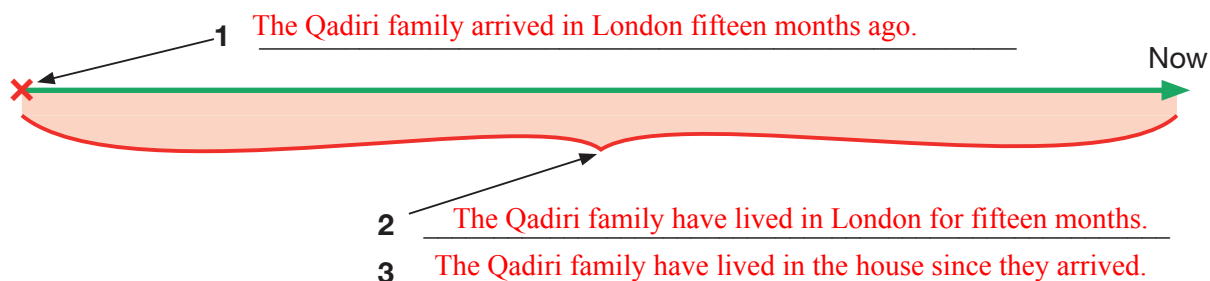 1 The Qadiri family arrived in London fifteen months ago.
Now
2 The Qadiri family have lived in London for fifteen months.
3 The Qadiri family have lived in the house since they arrived.